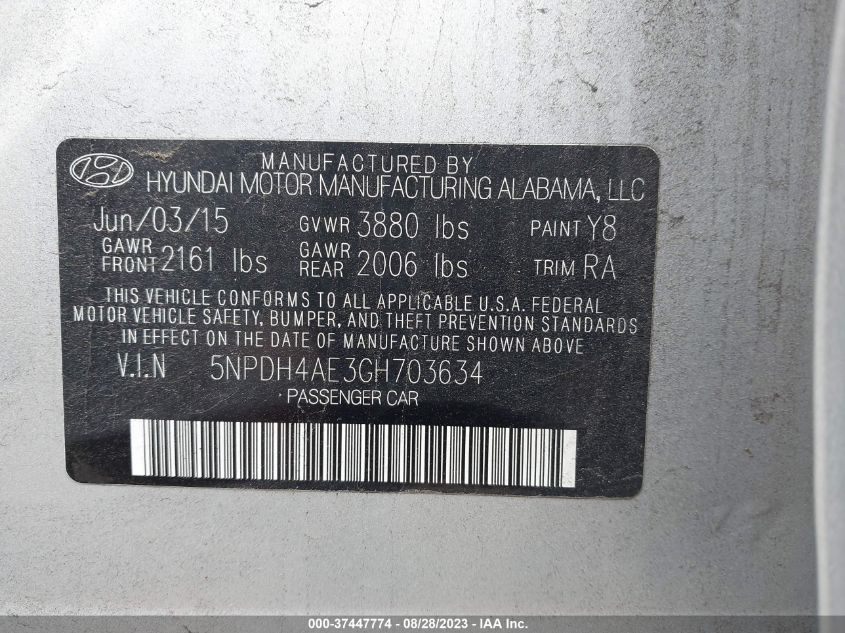 MANUFACTURED BY
HYUNDAI MOTOR MANUFACTURING ALABAMA, LLC
Jun/03/15 GVWR 3880 lbs PAINT Y8
GAWR FRONT 2161 lbs GAWR REAR 2006 lbs TRIM RA
THIS VEHICLE CONFORMS TO ALL APPLICABLE U.S.A. FEDERAL
MOTOR VEHICLE SAFETY, BUMPER, AND THEFT PREVENTION STANDARDS
IN EFFECT ON THE DATE OF MANUFACTURE SHOWN ABOVE
V.I.N 5NPDH4AE3GH703634
PASSENGER CAR
000-37447774 - 08/28/2023 - IAA Inc.